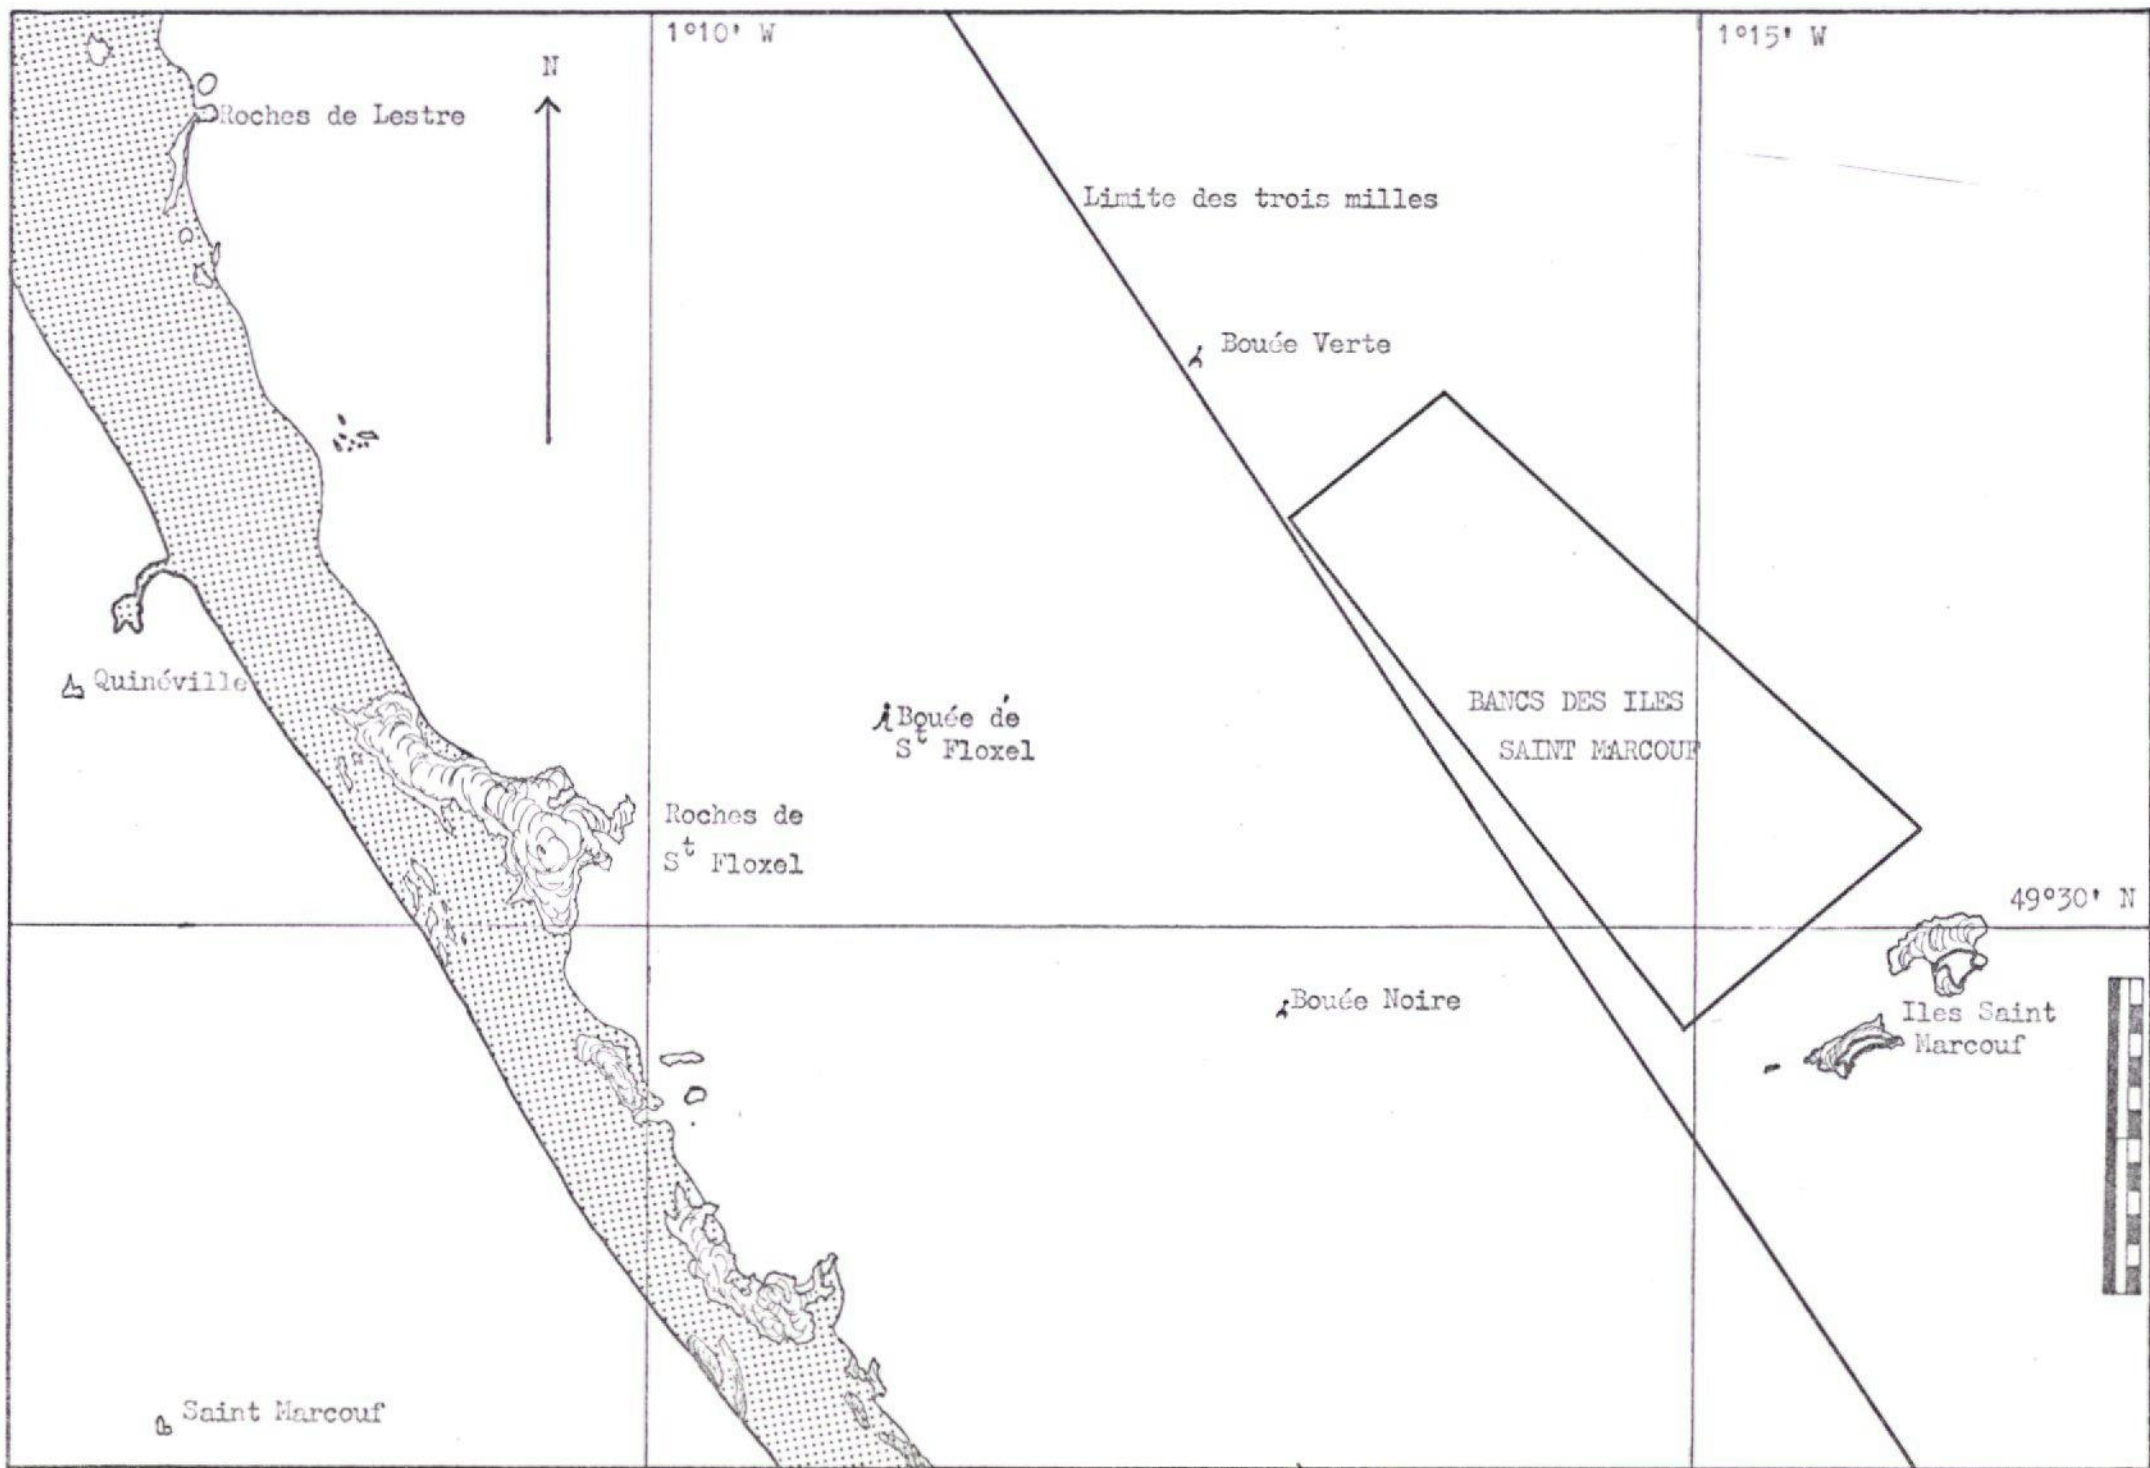 1°10' W
1°15' W
N
Roches de Lestre
Limite des trois milles
Bouée Verte
Quinéville
Bouée de
St Floxel
BANCS DES ILES
SAINT MARCOUF
Roches de
St Floxel
49°30' N
Bouée Noire
Iles Saint
Marcouf
Saint Marcouf